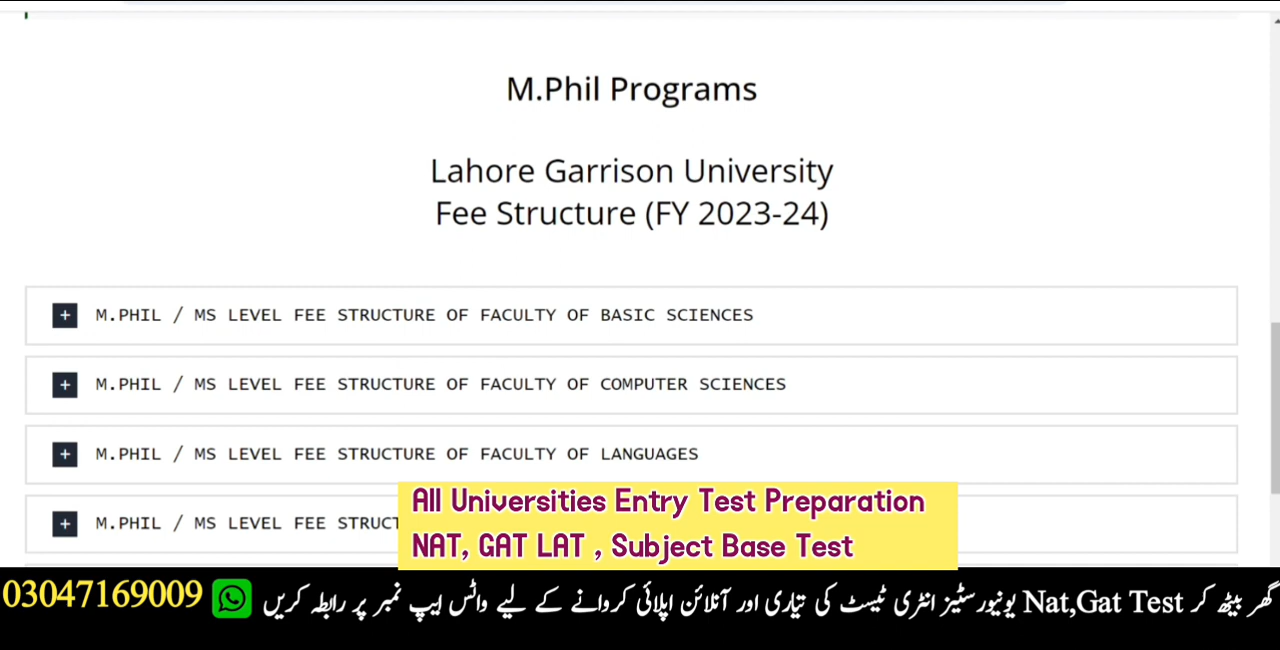 M.Phil Programs
Lahore Garrison University
Fee Structure (FY 2023-24)
+ M.PHIL / MS LEVEL FEE STRUCTURE OF FACULTY OF BASIC SCIENCES
+ M.PHIL / MS LEVEL FEE STRUCTURE OF FACULTY OF COMPUTER SCIENCES
+ M.PHIL / MS LEVEL FEE STRUCTURE OF FACULTY OF LANGUAGES
+ M.PHIL / MS LEVEL FEE STRUCT
All Universities Entry Test Preparation
NAT, GAT LAT , Subject Base Test
گھر بیٹھ کر Nat,Gat Test یونیورسٹیز انٹری ٹیسٹ کی تیاری اور آنلائن اپلائی کروانے کے لیے واٹس ایپ نمبر پر رابطہ کریں 03047169009